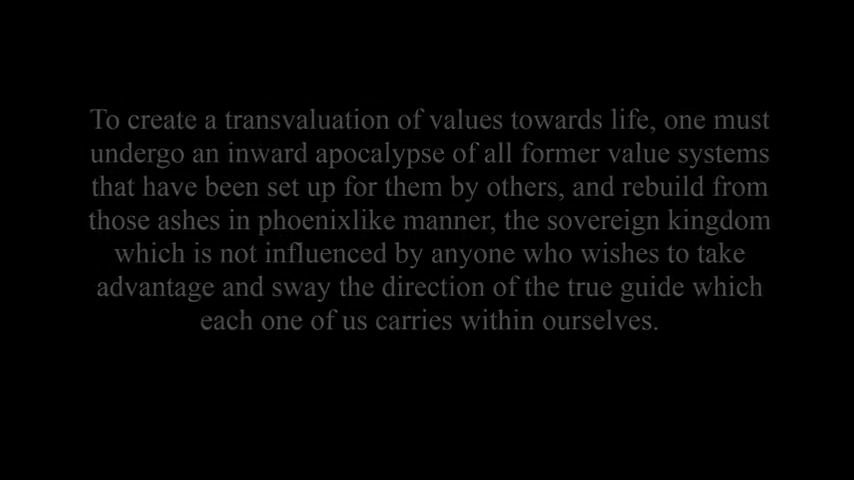 To create a transvaluation of values towards life, one must
undergo an inward apocalypse of all former value systems
that have been set up for them by others, and rebuild from
those ashes in phoenixlike manner, the sovereign kingdom
which is not influenced by anyone who wishes to take
advantage and sway the direction of the true guide which
each one of us carries within ourselves.